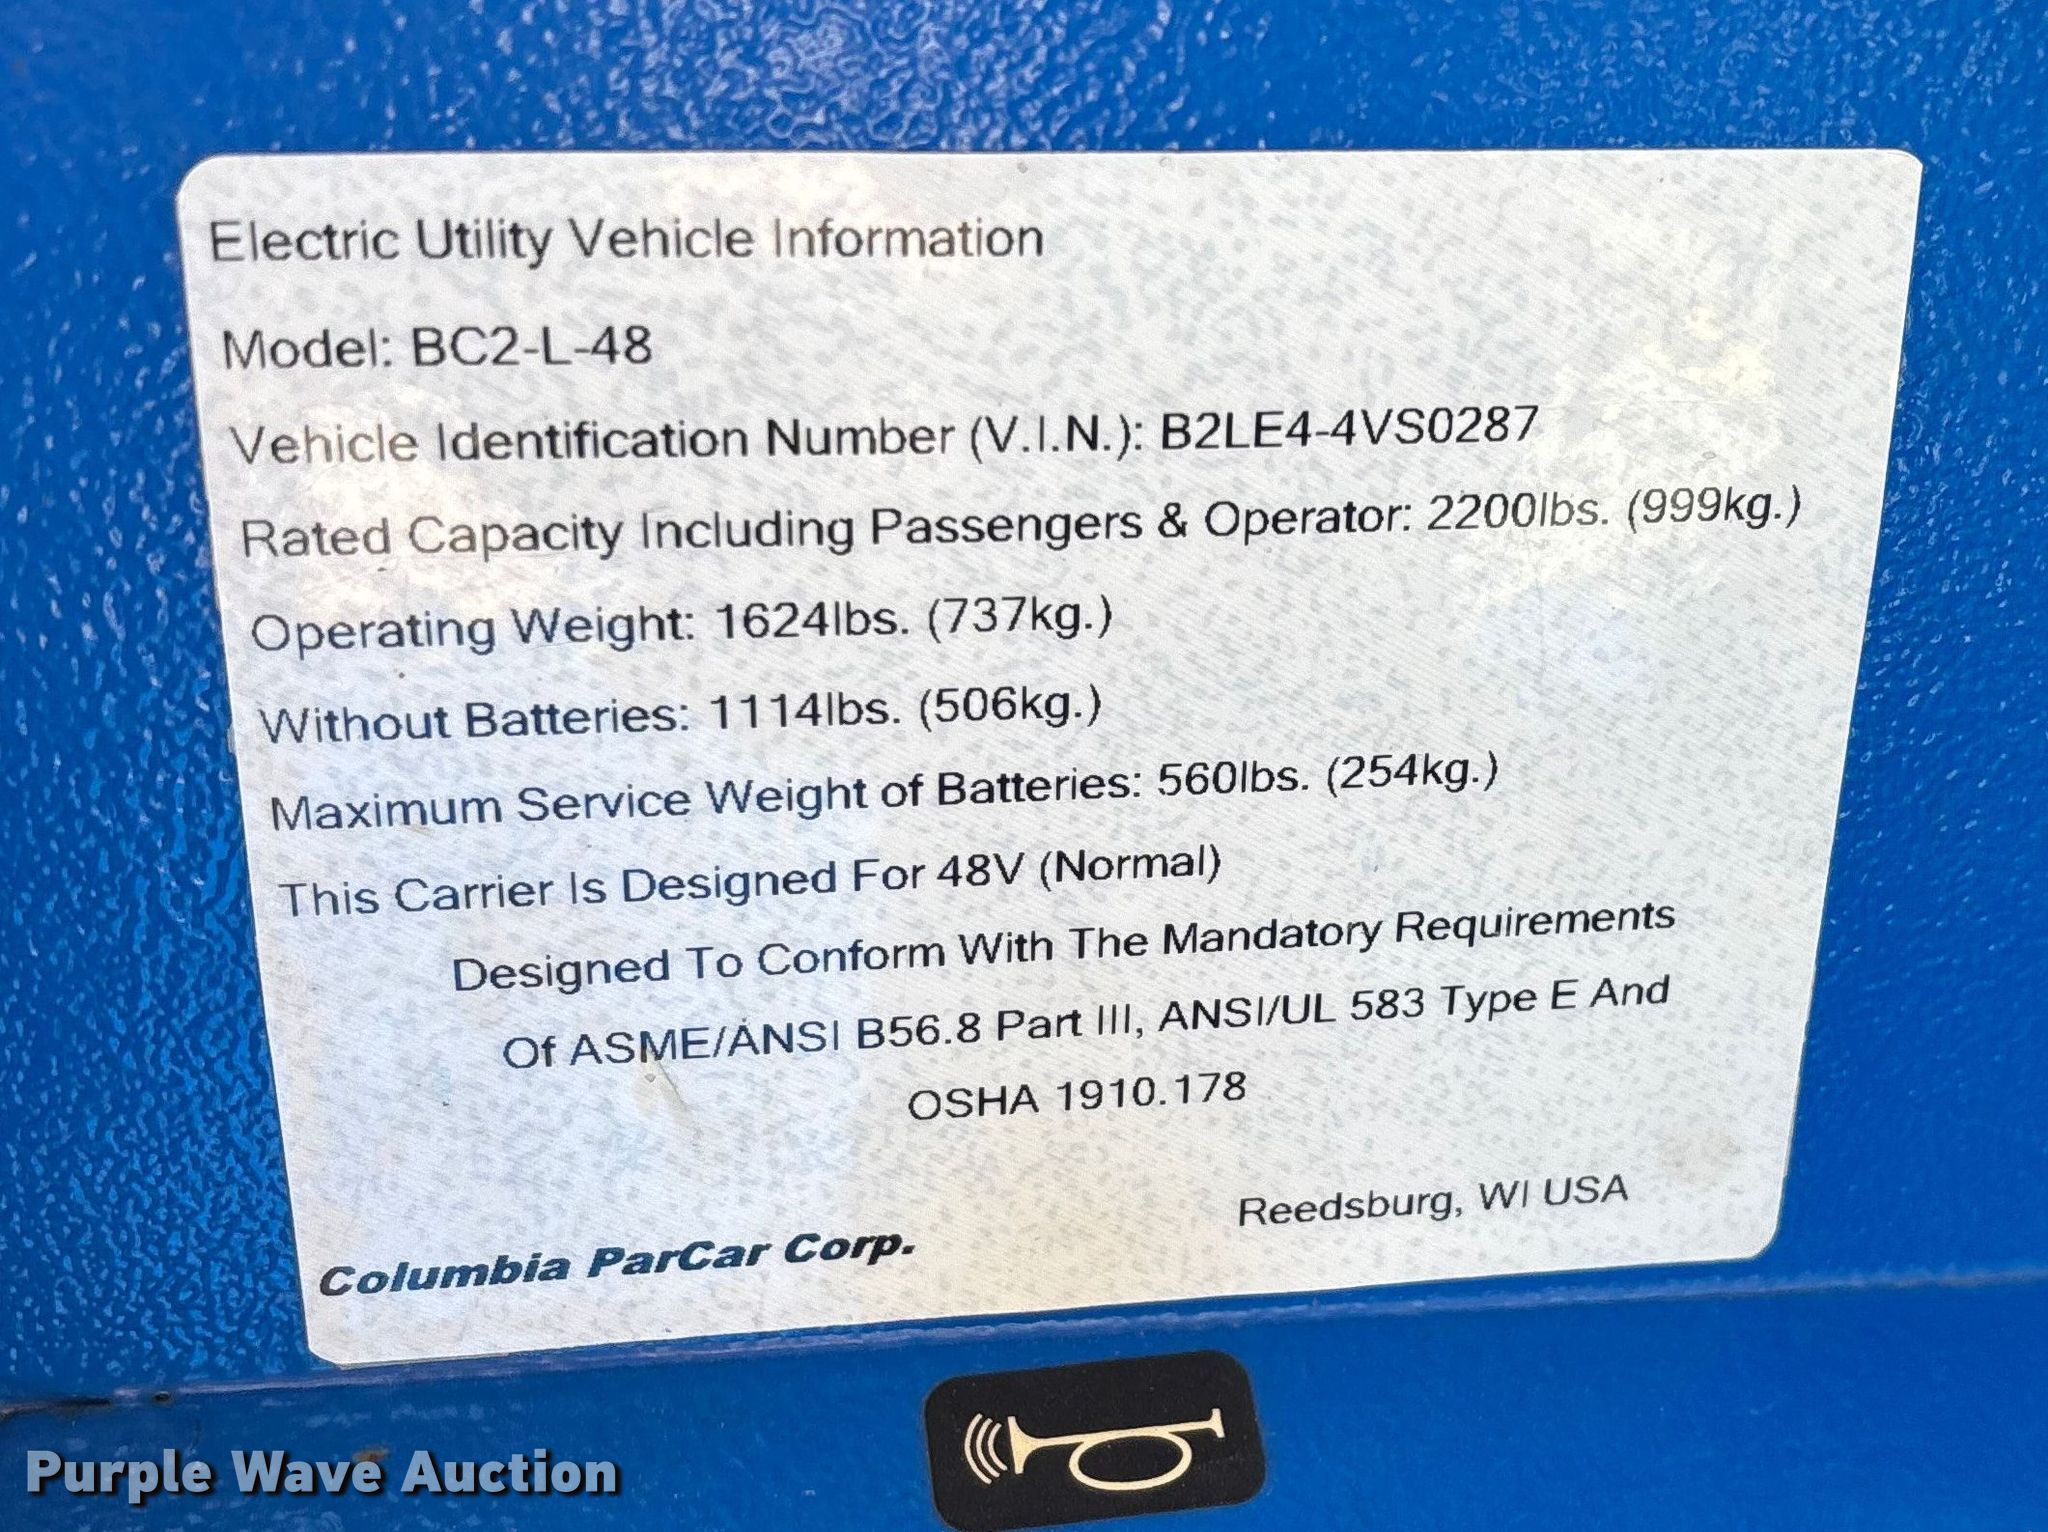 Electric Utility Vehicle Information
Model: BC2-L-48
Vehicle Identification Number (V.I.N.): B2LE4-4VS0287
Rated Capacity Including Passengers & Operator: 2200lbs. (999kg.)
Operating Weight: 1624lbs. (737kg.)
Without Batteries: 1114lbs. (506kg.)
Maximum Service Weight of Batteries: 560lbs. (254kg.)
This Carrier Is Designed For 48V (Normal)
Designed To Conform With The Mandatory Requirements
Of ASME/ANSI B56.8 Part III, ANSI/UL 583 Type E And
OSHA 1910.178
Reedsburg, WI USA
Columbia ParCar Corp.
Purple Wave Auction